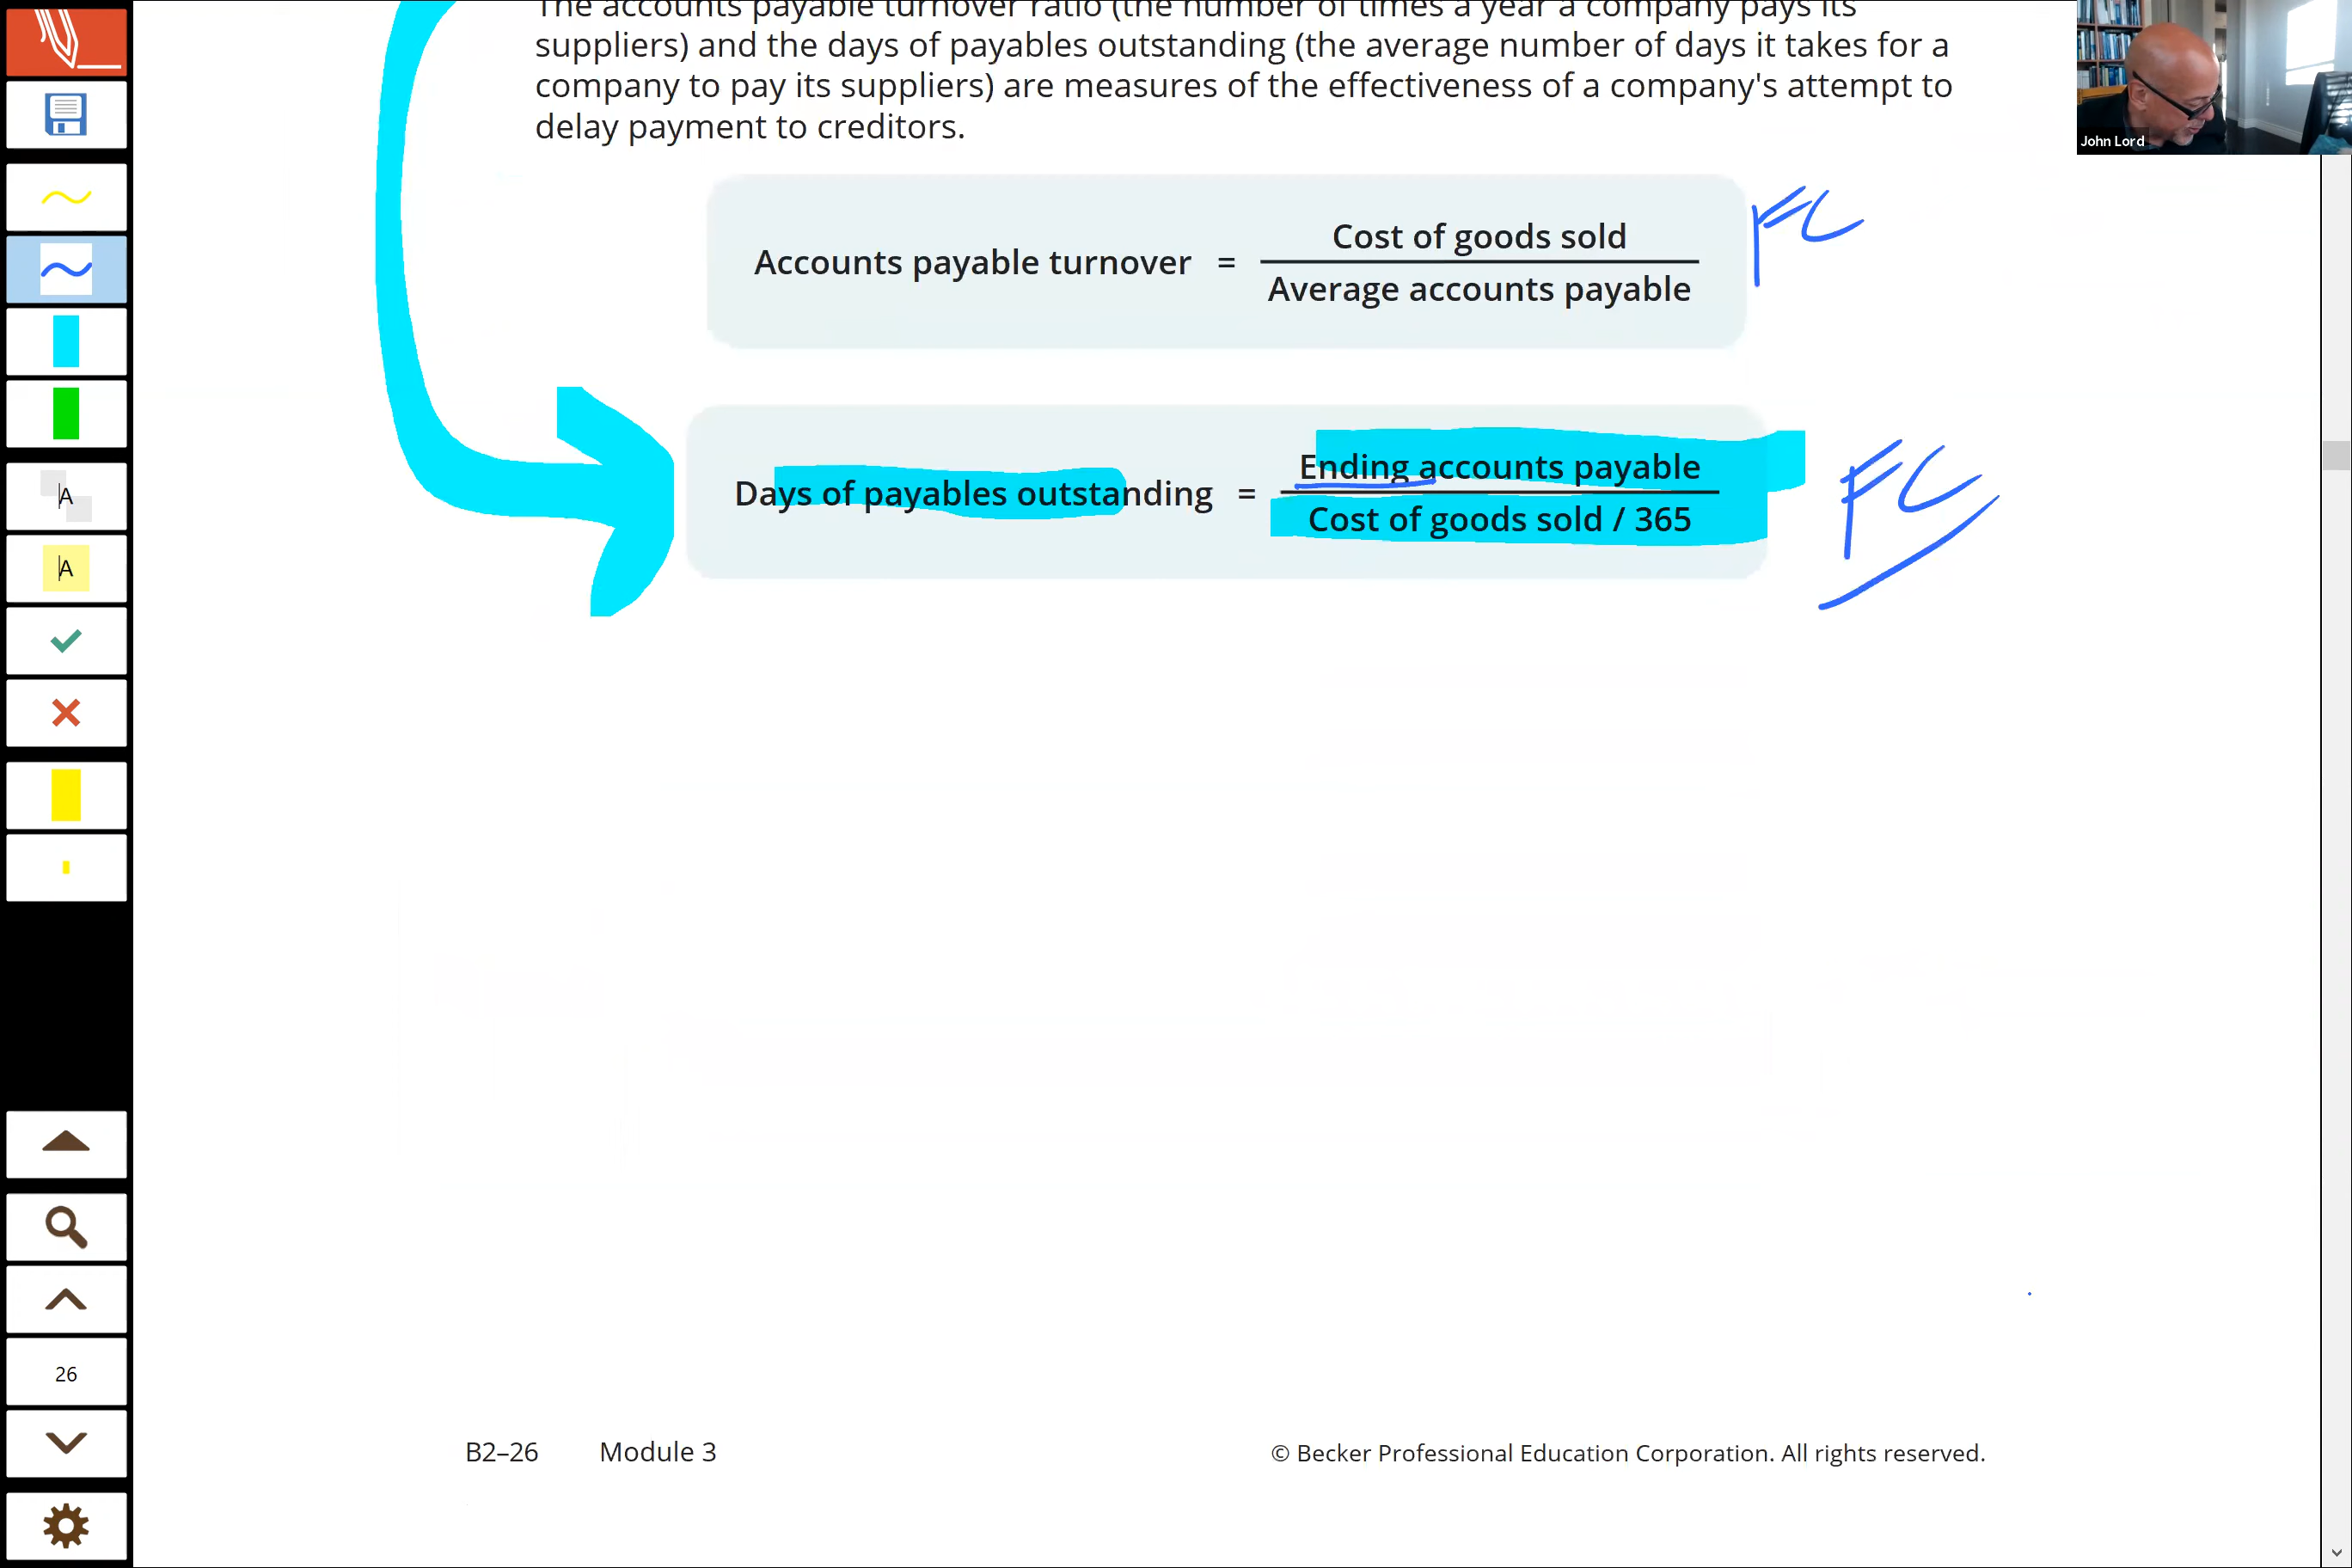 The accounts payable turnover ratio (the number of times a year a company pays its
suppliers) and the days of payables outstanding (the average number of days it takes for a
company to pay its suppliers) are measures of the effectiveness of a company's attempt to
delay payment to creditors.
John Lord
Accounts payable turnover = Cost of goods sold
Average accounts payable
FC
Days of payables outstanding = Ending accounts payable
Cost of goods sold / 365
FC
A
A
26
B2–26 Module 3 © Becker Professional Education Corporation. All rights reserved.